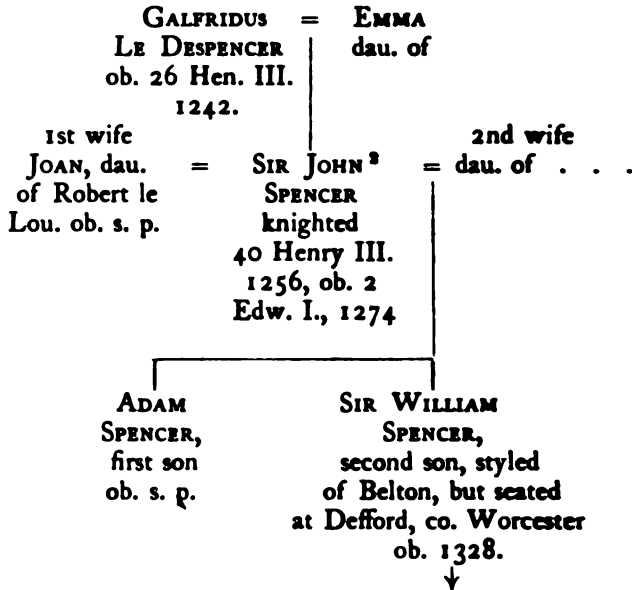 GALFRIDUS = EMMA
LE DESPENCER dau. of
ob. 26 Hen. III.
1242.
1st wife
JOAN, dau.
of Robert le
Lou. ob. s. p.
=
SIR JOHN²
SPENCER
knighted
40 Henry III.
1256, ob. 2
Edw. I., 1274
=
2nd wife
dau. of . . .
ADAM
SPENCER,
first son
ob. s. p.
SIR WILLIAM
SPENCER,
second son, styled
of Belton, but seated
at Defford, co. Worcester
ob. 1328.